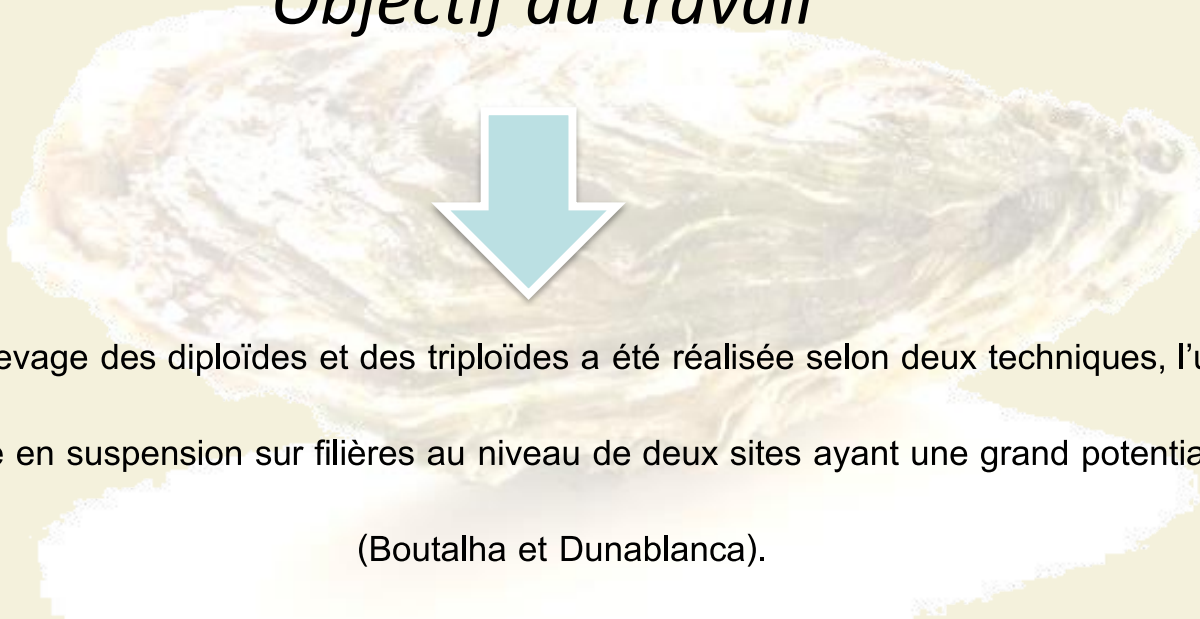 Objectif du travail
evage des diploïdes et des triploïdes a été réalisée selon deux techniques, l’u
e en suspension sur filières au niveau de deux sites ayant une grand potentia
(Boutalha et Dunablanca).